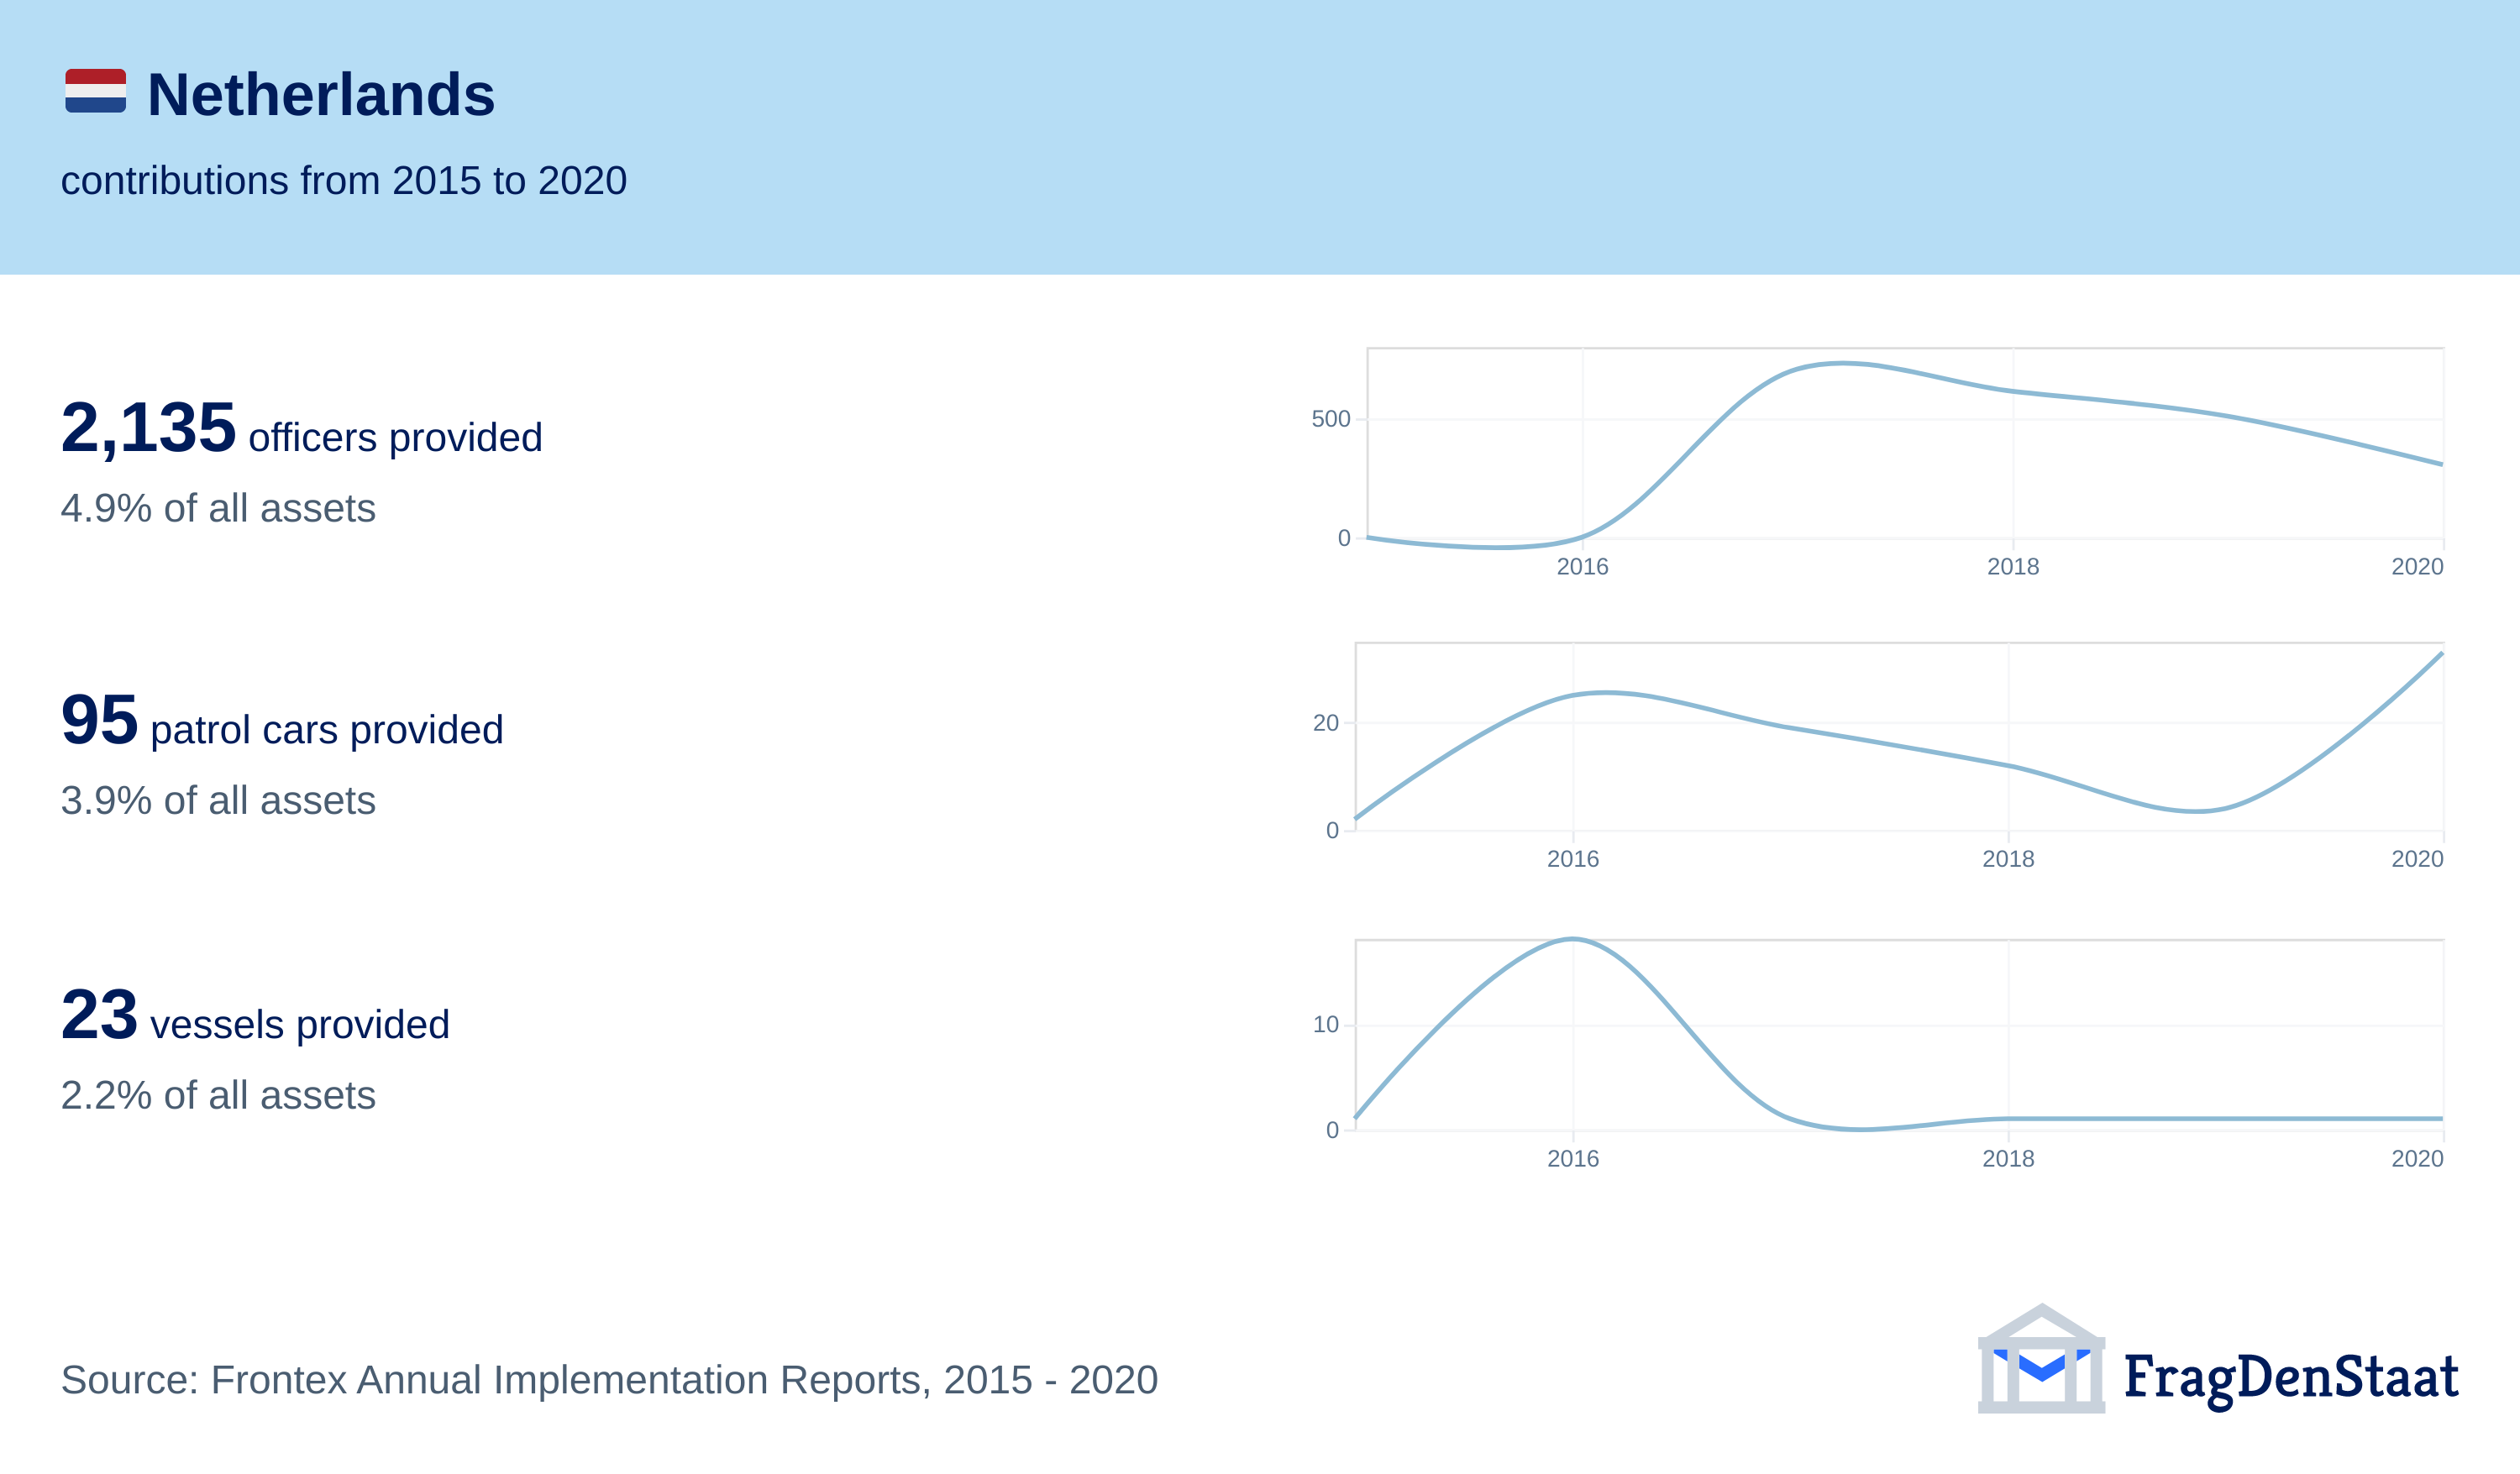 Netherlands
contributions from 2015 to 2020
2,135 officers provided
4.9% of all assets
500
0
2016 2018 2020
95 patrol cars provided
3.9% of all assets
20
0
2016 2018 2020
23 vessels provided
2.2% of all assets
10
0
2016 2018 2020
Source: Frontex Annual Implementation Reports, 2015 - 2020
FragDenStaat